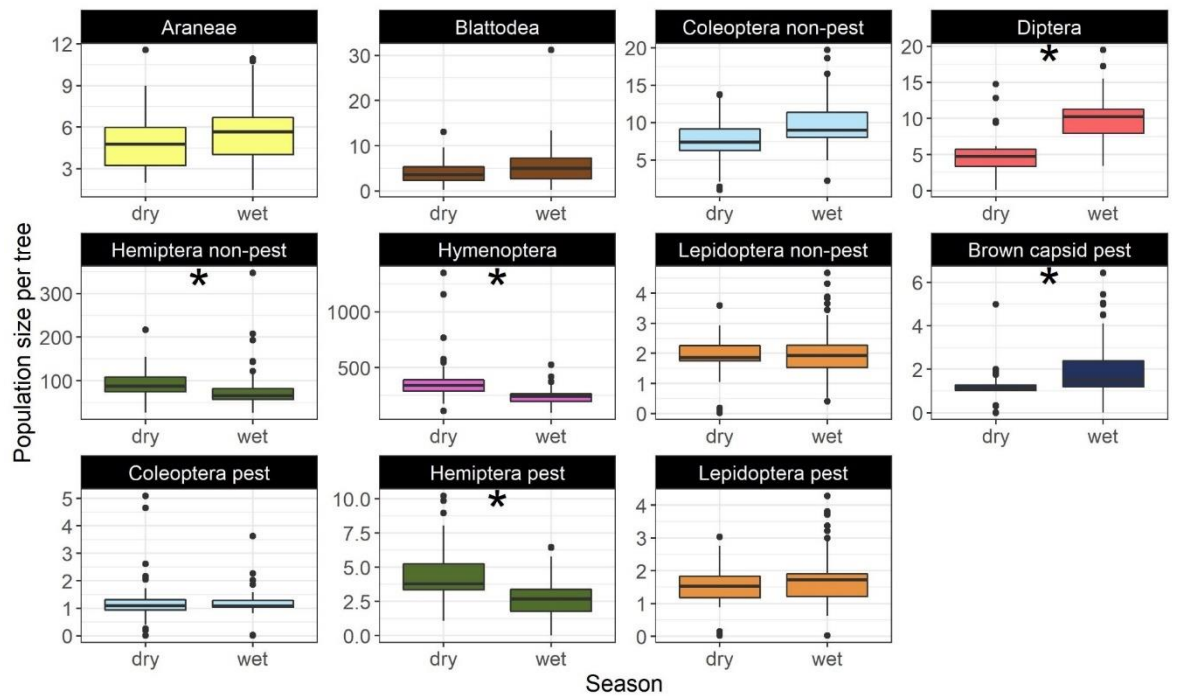 Araneae
Blattodea
Coleoptera non-pest
Diptera
12
9
6
3
30
20
10
0
20
15
10
5
20
15
10
5
0
*
dry wet
dry wet
dry wet
dry wet
Population size per tree
Hemiptera non-pest
Hymenoptera
Lepidoptera non-pest
Brown capsid pest
300
200
100
*
1000
500
*
4
3
2
1
0
6
4
2
0
*
dry wet
dry wet
dry wet
dry wet
Coleoptera pest
Hemiptera pest
Lepidoptera pest
5
4
3
2
1
0
10.0
7.5
5.0
2.5
0.0
*
4
3
2
1
0
dry wet
dry wet
dry wet
Season